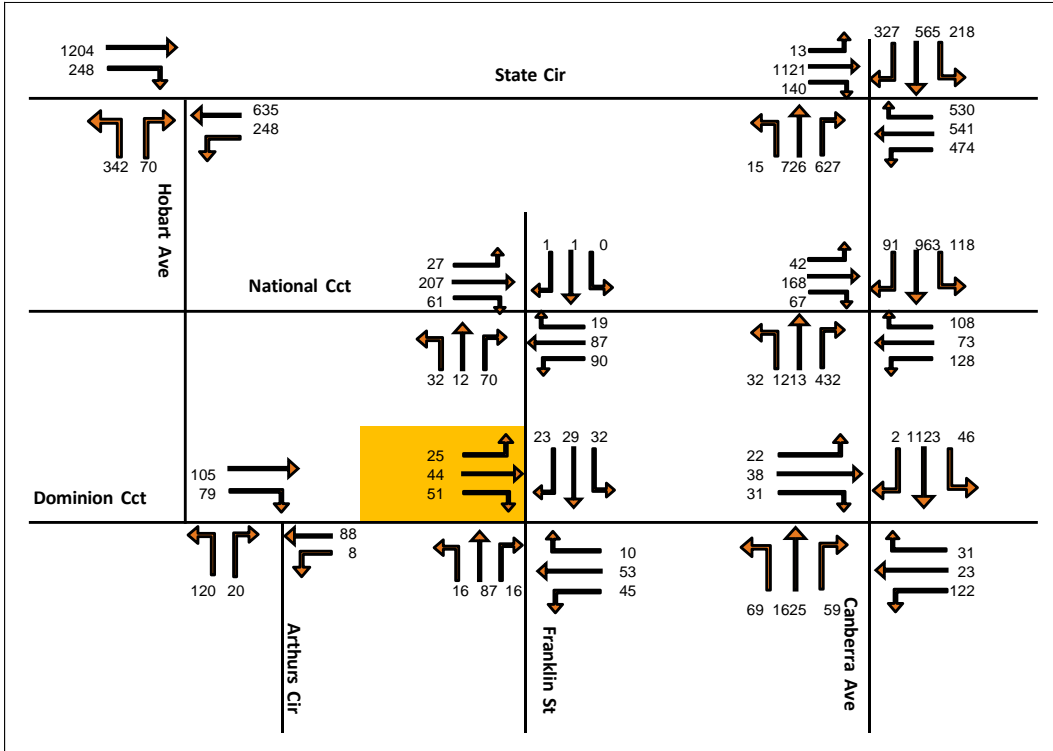 327 565 218
1204
248
State Cir
13
1121
140
635
248
530
541
474
342 70
15 726 627
Hobart Ave
1 1 0
91 963 118
National Cct
27
207
61
42
168
67
19
87
90
108
73
128
32 12 70
32 1213 432
23 29 32
2 1123 46
25
44
51
22
38
31
105
79
Dominion Cct
88
8
10
53
45
31
23
122
120 20
16 87 16
69 1625 59
Arthurs Cir
Franklin St
Canberra Ave